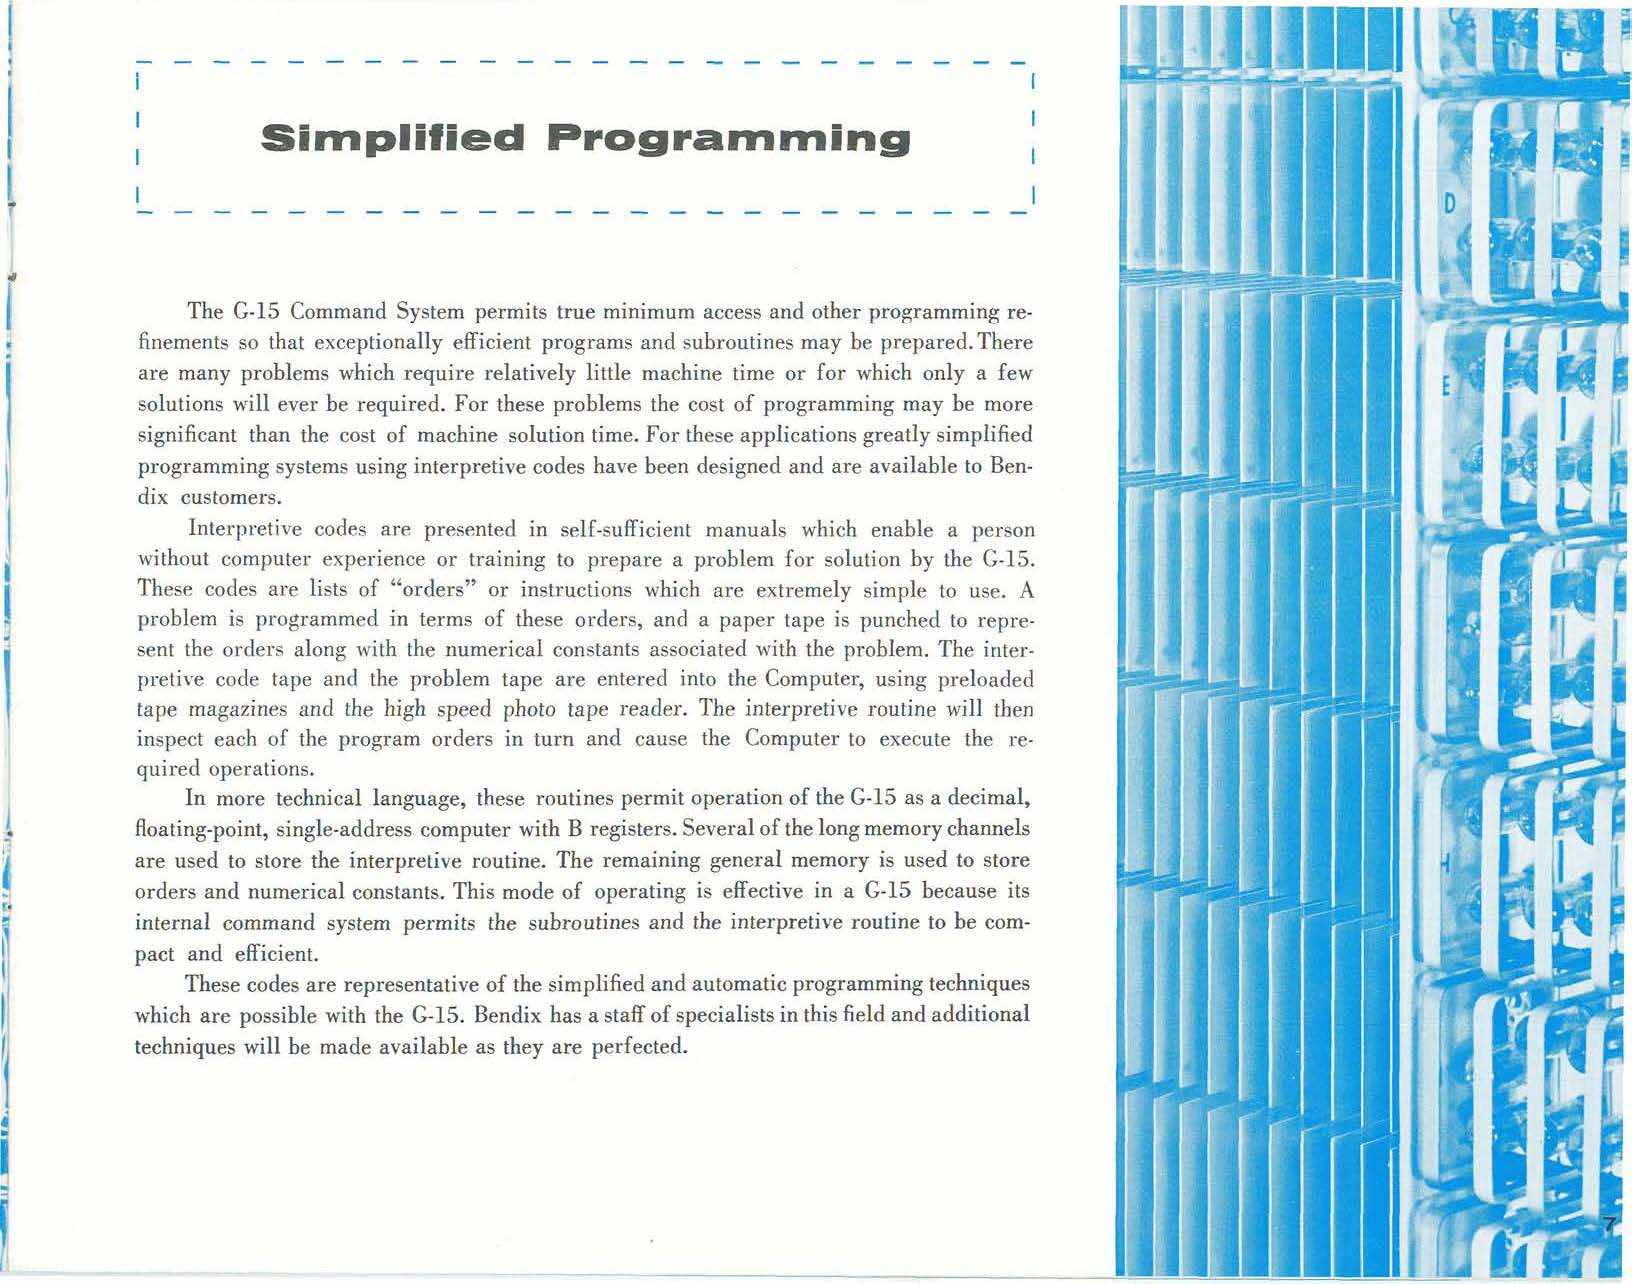 Simplified Programming
The G-15 Command System permits true minimum access and other programming re-
finements so that exceptionally efficient programs and subroutines may be prepared. There
are many problems which require relatively little machine time or for which only a few
solutions will ever be required. For these problems the cost of programming may be more
significant than the cost of machine solution time. For these applications greatly simplified
programming systems using interpretive codes have been designed and are available to Ben-
dix customers.
Interpretive codes are presented in self-sufficient manuals which enable a person
without computer experience or training to prepare a problem for solution by the G-15.
These codes are lists of “orders” or instructions which are extremely simple to use. A
problem is programmed in terms of these orders, and a paper tape is punched to repre-
sent the orders along with the numerical constants associated with the problem. The inter-
pretive code tape and the problem tape are entered into the Computer, using preloaded
tape magazines and the high speed photo tape reader. The interpretive routine will then
inspect each of the program orders in turn and cause the Computer to execute the re-
quired operations.
In more technical language, these routines permit operation of the G-15 as a decimal,
floating-point, single-address computer with B registers. Several of the long memory channels
are used to store the interpretive routine. The remaining general memory is used to store
orders and numerical constants. This mode of operating is effective in a G-15 because its
internal command system permits the subroutines and the interpretive routine to be com-
pact and efficient.
These codes are representative of the simplified and automatic programming techniques
which are possible with the G-15. Bendix has a staff of specialists in this field and additional
techniques will be made available as they are perfected.
D
E
H
7